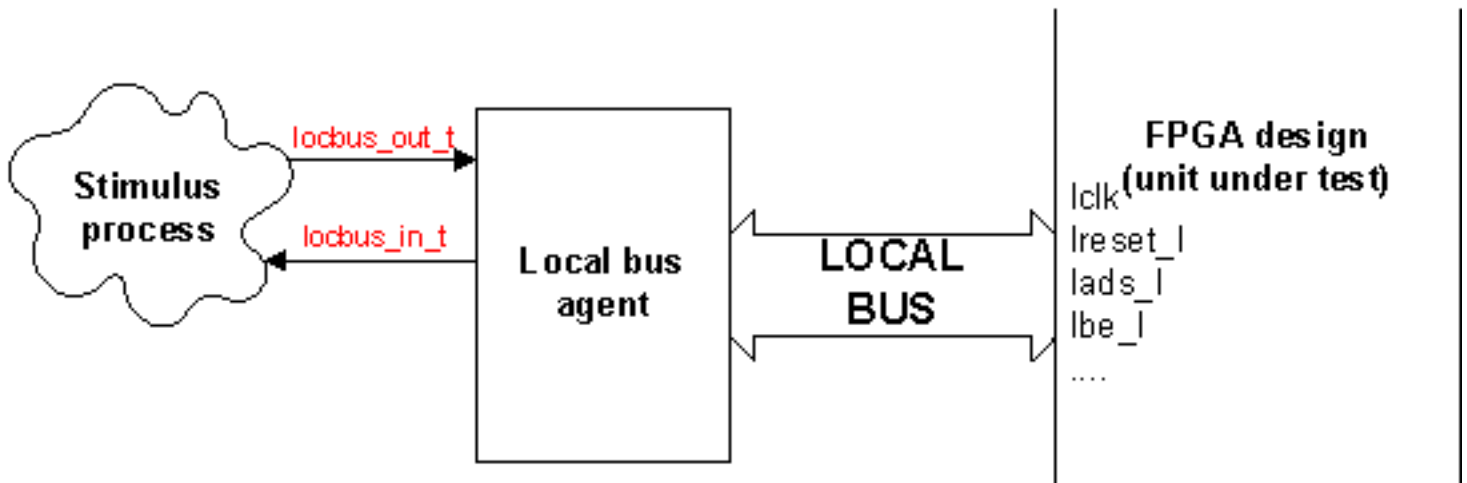 Stimulus
process
locbus_out_t
locbus_in_t
Local bus
agent
LOCAL
BUS
FPGA design
(unit under test)
lclk
lreset_l
lads_l
lbe_l
....